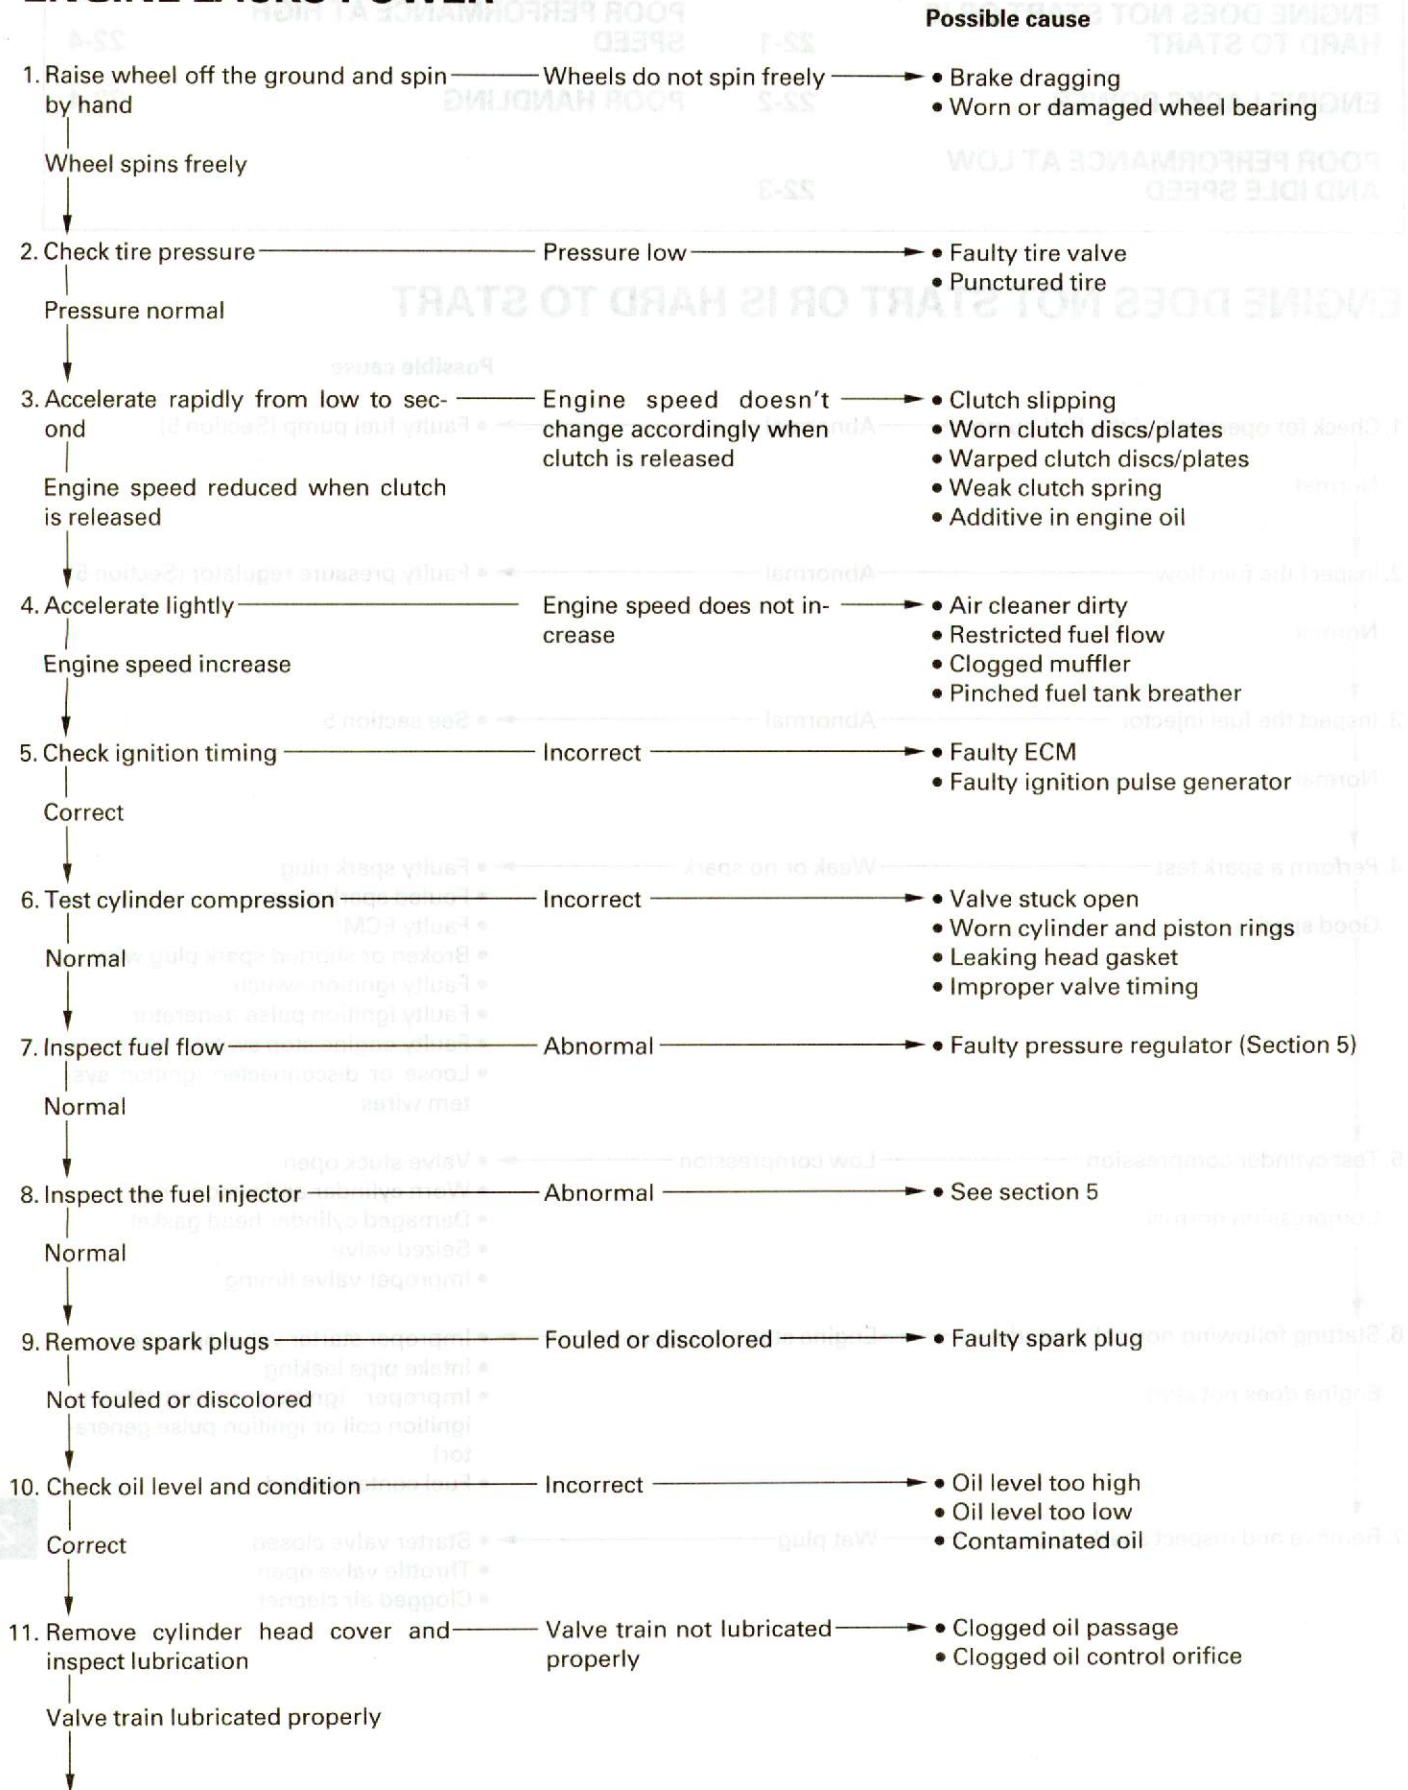 ENGINE LACKS POWER
Possible cause
1. Raise wheel off the ground and spin
by hand
Wheels do not spin freely
• Brake dragging
• Worn or damaged wheel bearing
Wheel spins freely
2. Check tire pressure
Pressure low
• Faulty tire valve
• Punctured tire
Pressure normal
3. Accelerate rapidly from low to sec-
ond
Engine speed doesn't
change accordingly when
clutch is released
• Clutch slipping
• Worn clutch discs/plates
• Warped clutch discs/plates
• Weak clutch spring
• Additive in engine oil
Engine speed reduced when clutch
is released
4. Accelerate lightly
Engine speed does not in-
crease
• Air cleaner dirty
• Restricted fuel flow
• Clogged muffler
• Pinched fuel tank breather
Engine speed increase
5. Check ignition timing
Incorrect
• Faulty ECM
• Faulty ignition pulse generator
Correct
6. Test cylinder compression
Incorrect
• Valve stuck open
• Worn cylinder and piston rings
• Leaking head gasket
• Improper valve timing
Normal
7. Inspect fuel flow
Abnormal
• Faulty pressure regulator (Section 5)
Normal
8. Inspect the fuel injector
Abnormal
• See section 5
Normal
9. Remove spark plugs
Fouled or discolored
• Faulty spark plug
Not fouled or discolored
10. Check oil level and condition
Incorrect
• Oil level too high
• Oil level too low
• Contaminated oil
Correct
11. Remove cylinder head cover and
inspect lubrication
Valve train not lubricated
properly
• Clogged oil passage
• Clogged oil control orifice
Valve train lubricated properly